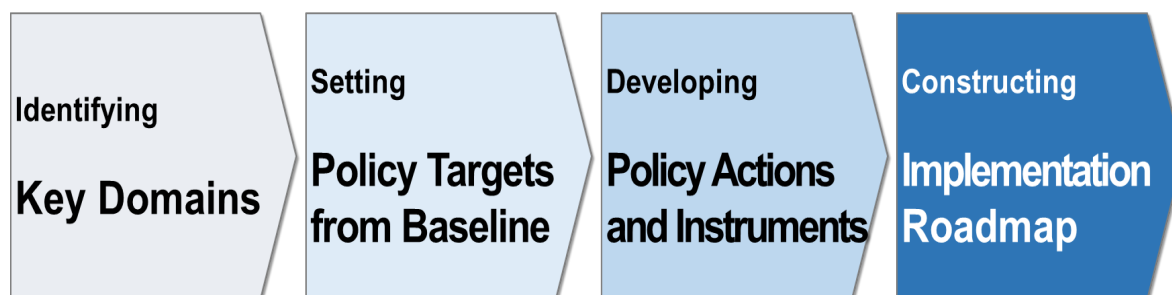 Identifying
Key Domains
Setting
Policy Targets
from Baseline
Developing
Policy Actions
and Instruments
Constructing
Implementation
Roadmap